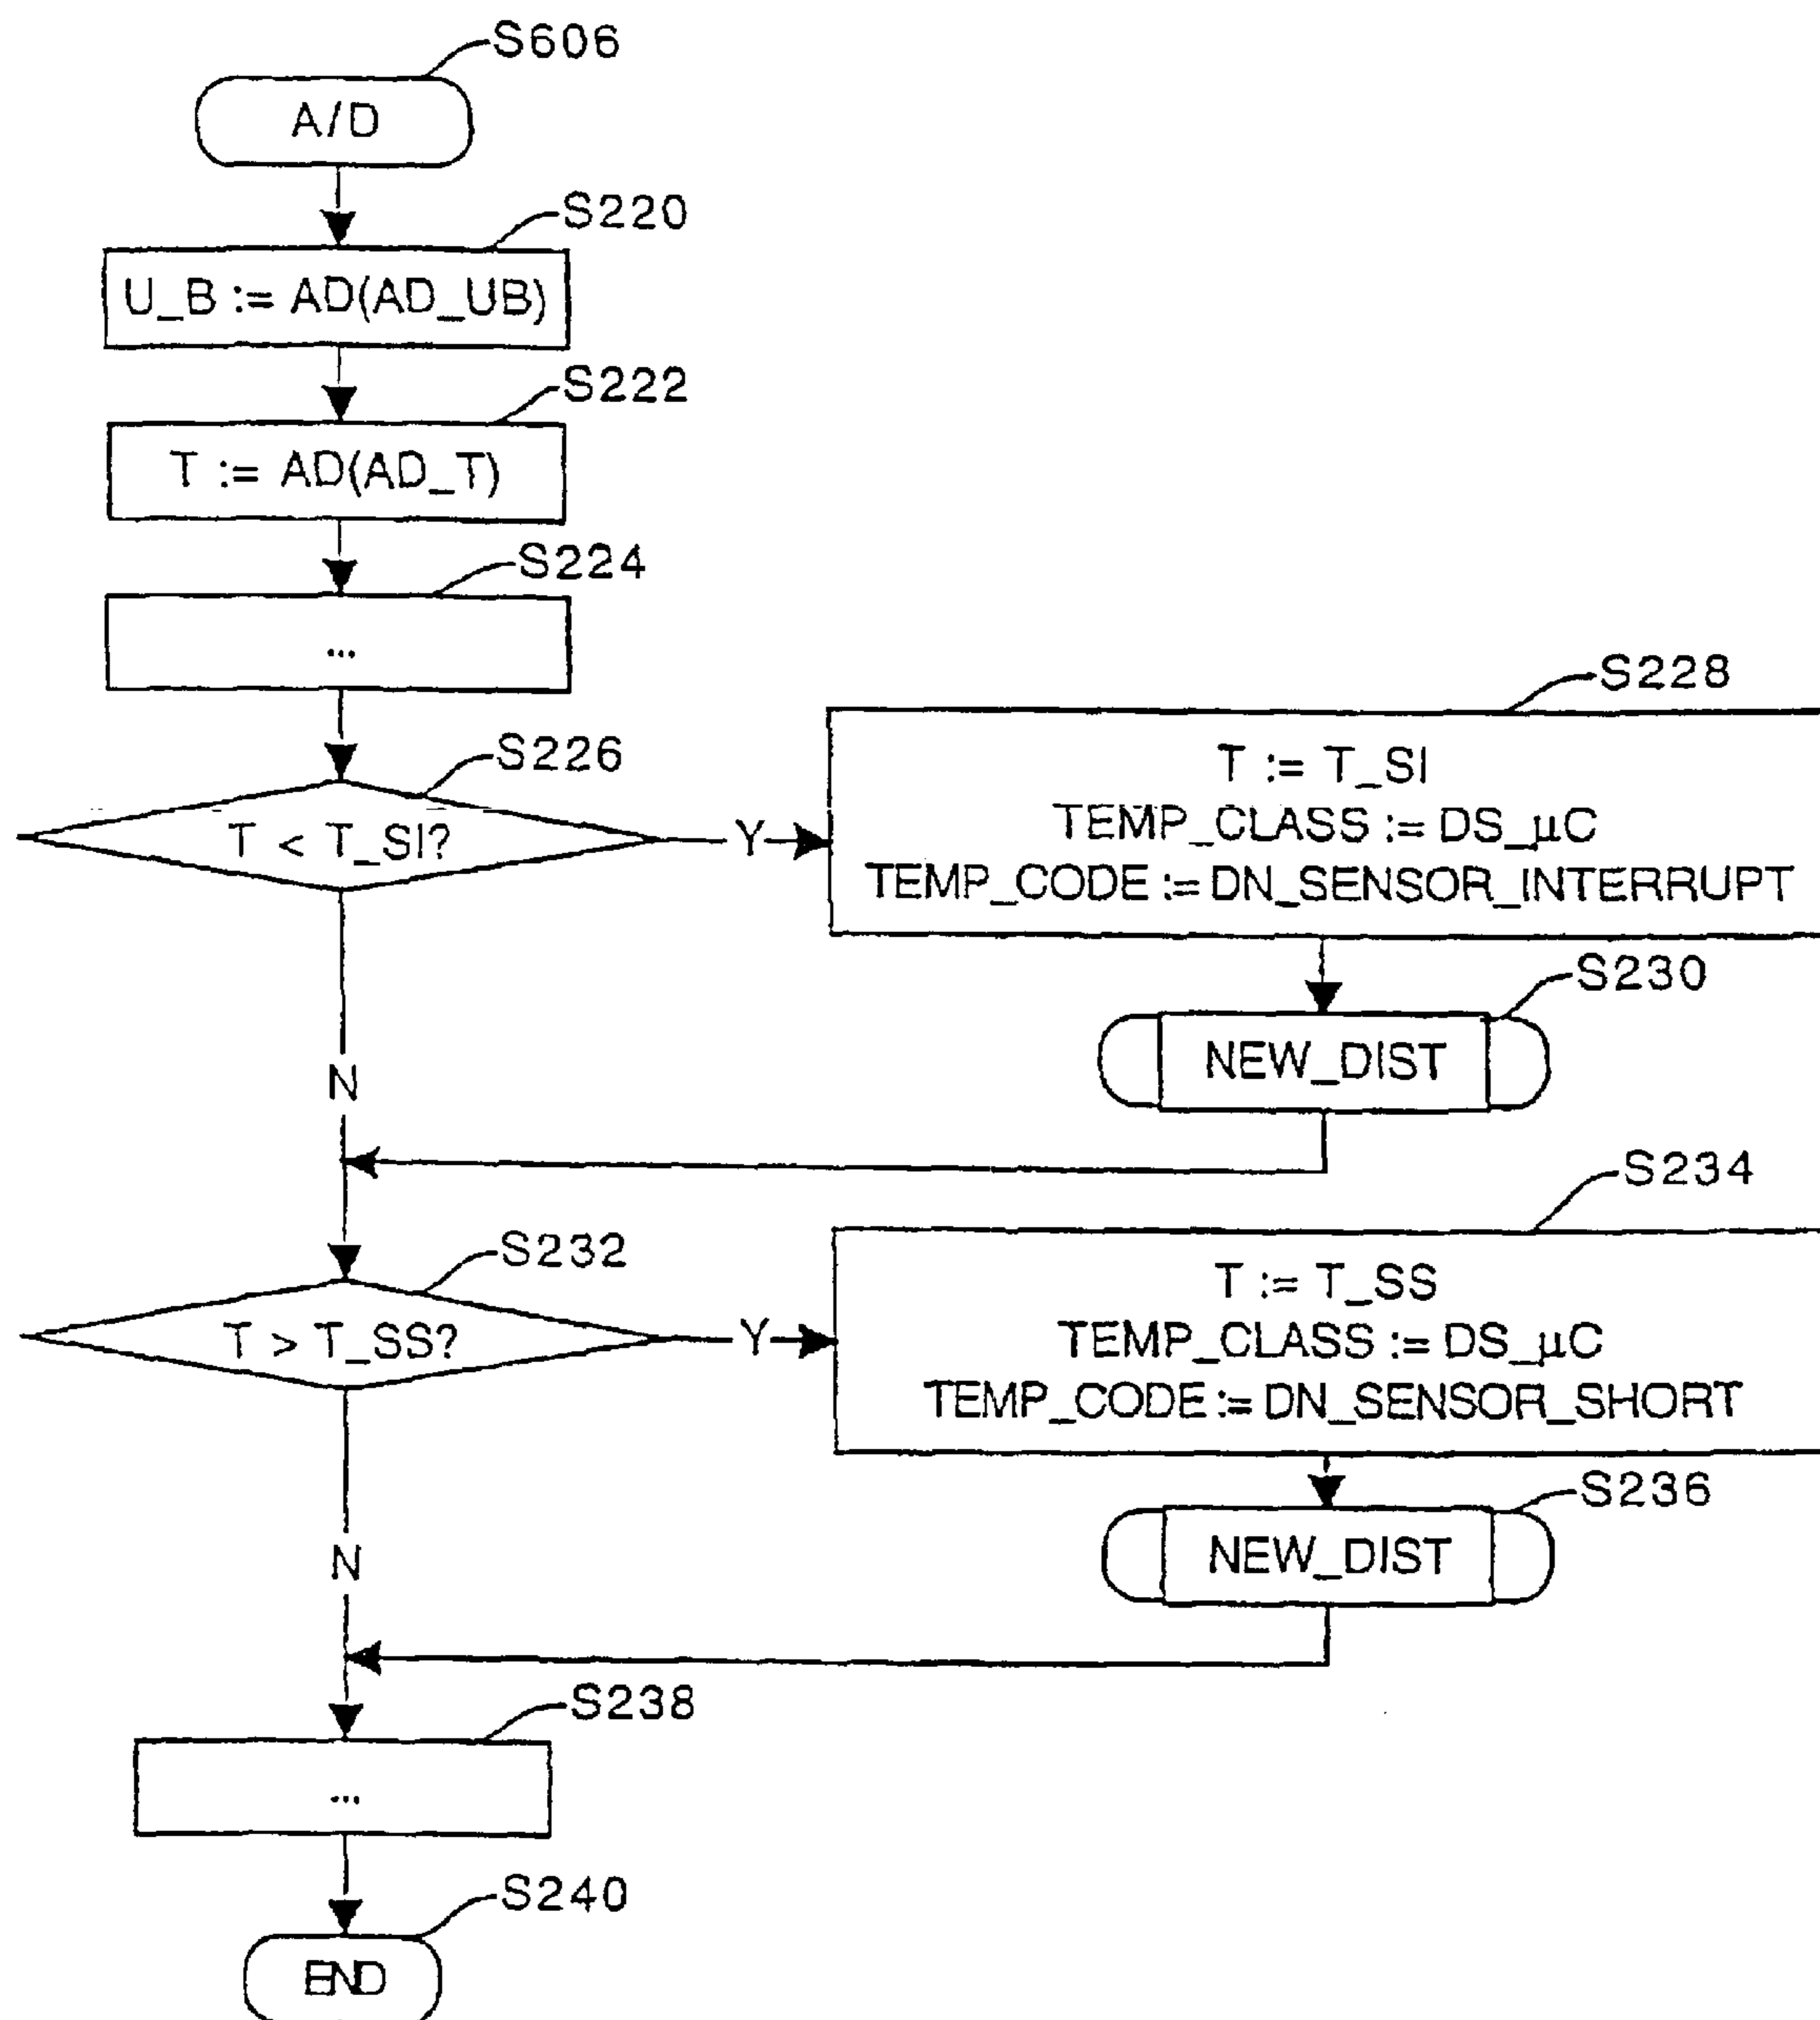 S606
A/D
S220
U_B := AD(AD_UB)
S222
T := AD(AD_T)
S224
...
S226
T < T_SI?
Y
N
S228
T := T_SI
TEMP_CLASS := DS_µC
TEMP_CODE := DN_SENSOR_INTERRUPT
S230
NEW_DIST
S232
T > T_SS?
Y
N
S234
T := T_SS
TEMP_CLASS := DS_µC
TEMP_CODE := DN_SENSOR_SHORT
S236
NEW_DIST
S238
...
S240
END